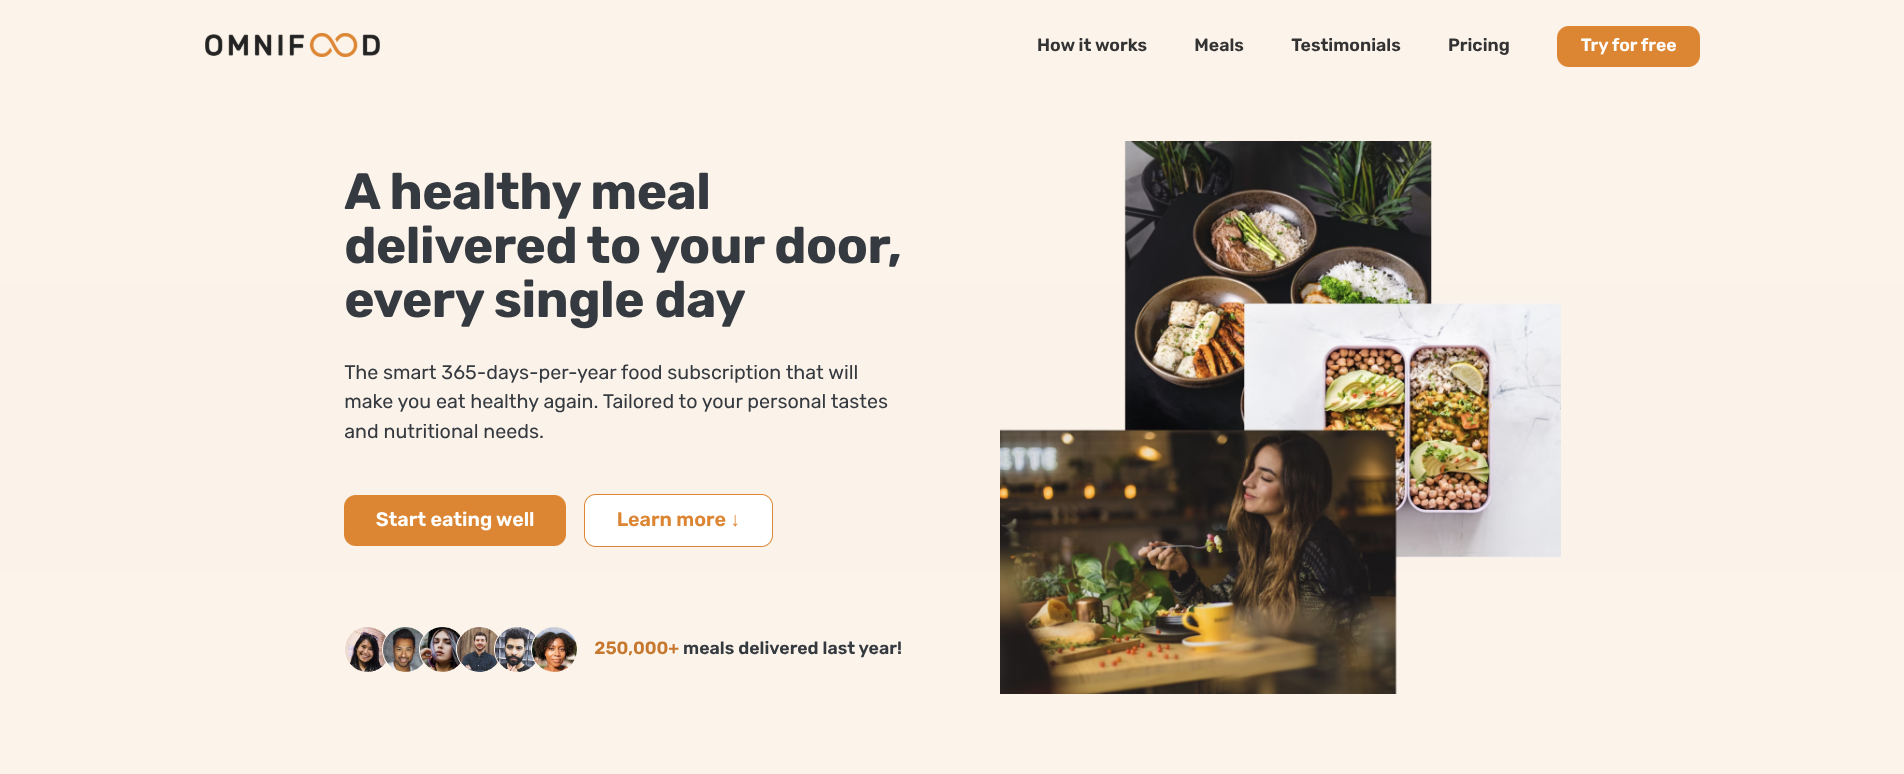 OMNIFOOD
How it works
Meals
Testimonials
Pricing
Try for free
A healthy meal
delivered to your door,
every single day
The smart 365-days-per-year food subscription that will
make you eat healthy again. Tailored to your personal tastes
and nutritional needs.
Start eating well
Learn more ↓
250,000+ meals delivered last year!
ETTE